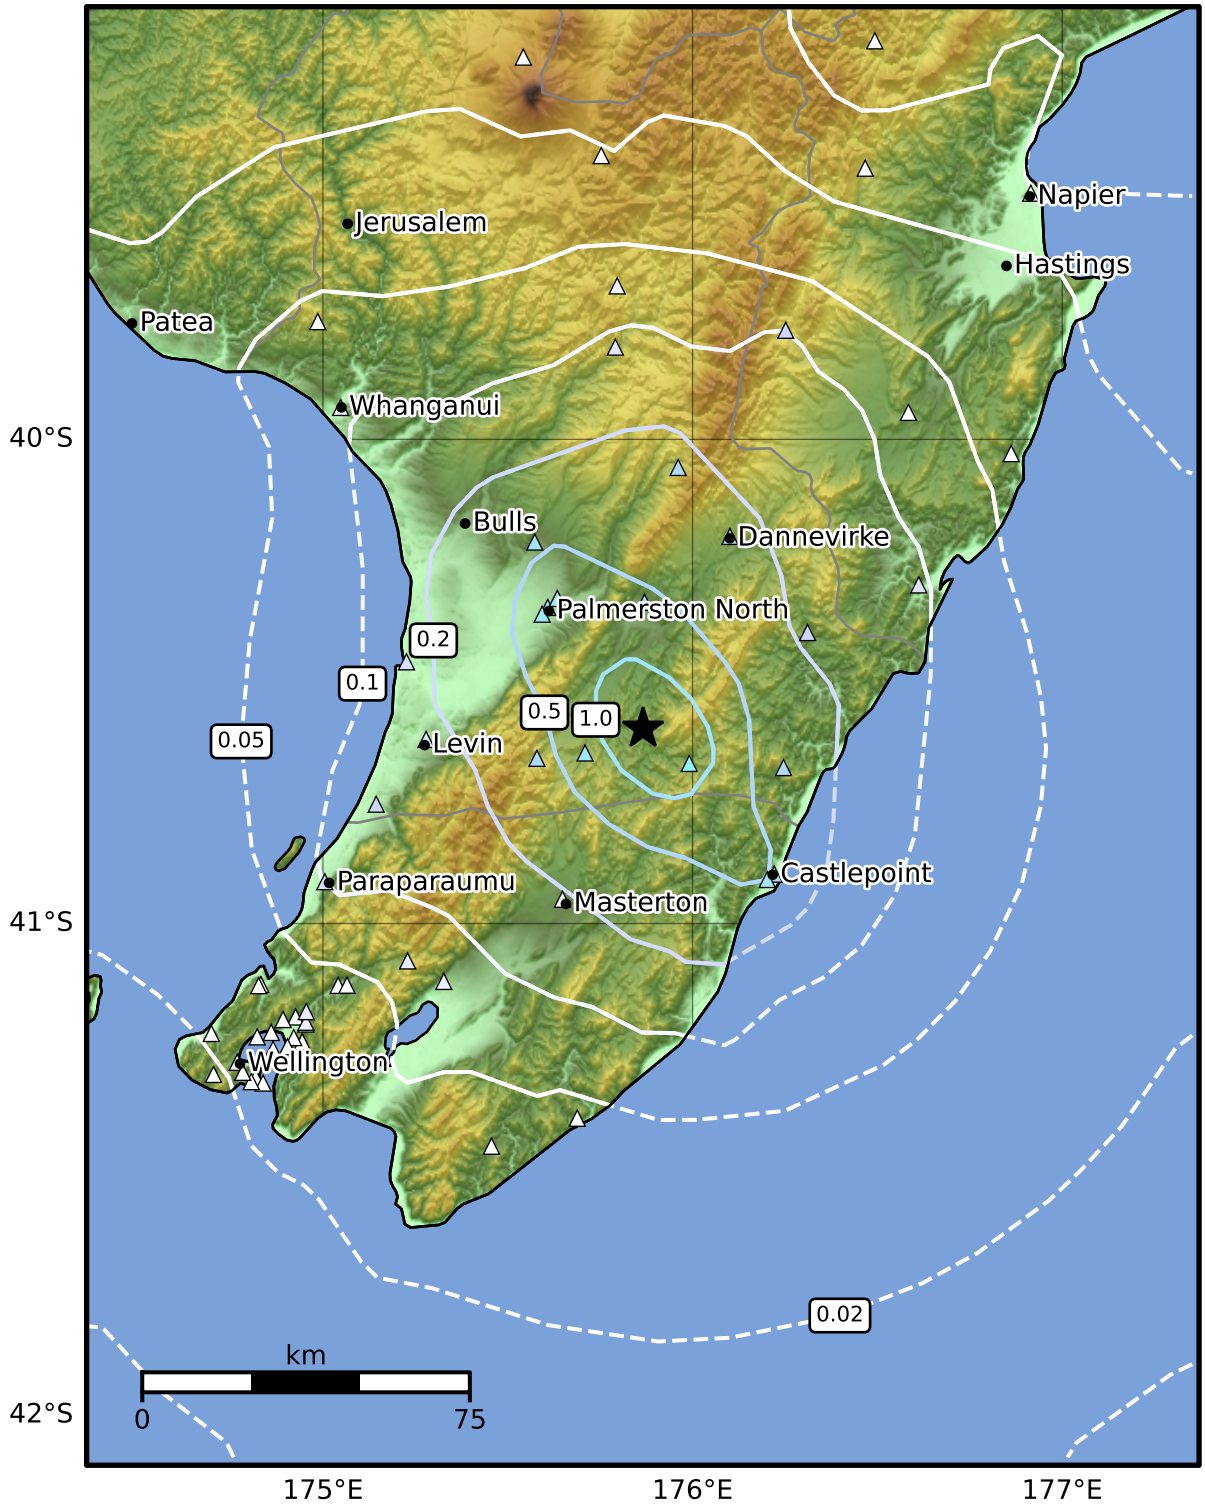 Napier
Jerusalem
Hastings
Patea
Whanganui
40°S
Bulls
Dannevirke
Palmerston North
0.2
0.1
0.5
1.0
0.05
Levin
Castlepoint
Paraparaumu
Masterton
41°S
Wellington
0.02
km
0
75
42°S
175°E
176°E
177°E